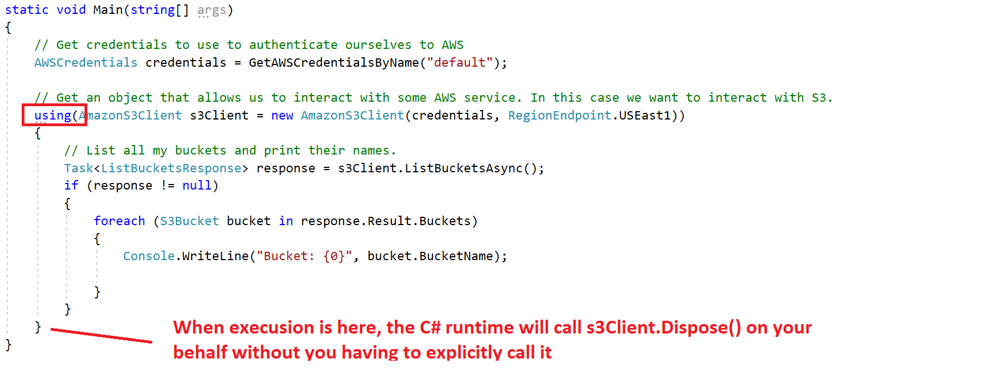 static void Main(string[] args)
{
// Get credentials to use to authenticate ourselves to AWS
AWSCredentials credentials = GetAWSCredentialsByName("default");
// Get an object that allows us to interact with some AWS service. In this case we want to interact with S3.
using(AmazonS3Client s3Client = new AmazonS3Client(credentials, RegionEndpoint.USEast1))
{
// List all my buckets and print their names.
Task<ListBucketsResponse> response = s3Client.ListBucketsAsync();
if (response != null)
{
foreach (S3Bucket bucket in response.Result.Buckets)
{
Console.WriteLine("Bucket: {0}", bucket.BucketName);
}
}
}
When execusion is here, the C# runtime will call s3Client.Dispose() on your
behalf without you having to explicitly call it
}